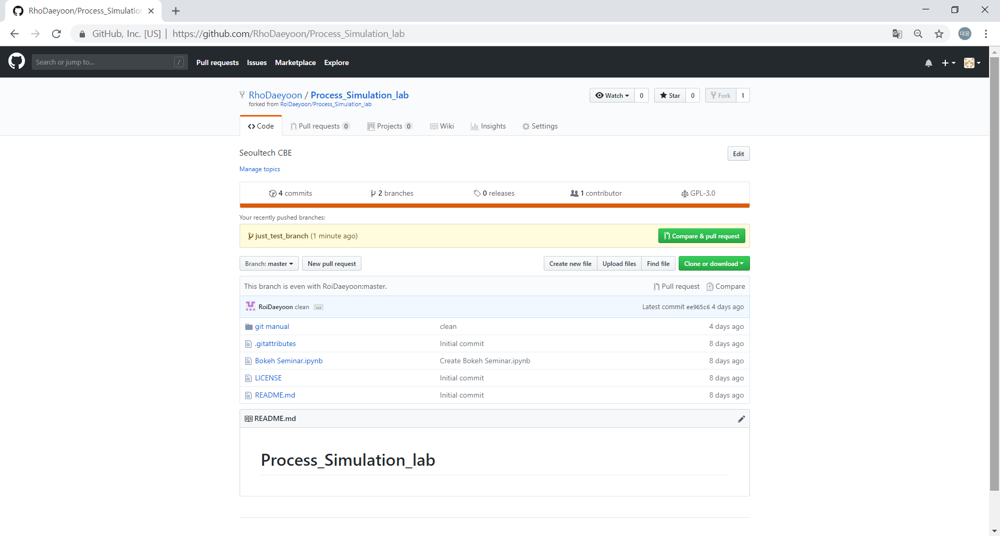 RhoDaeyoon/Process_Simulation
GitHub, Inc. [US] | https://github.com/RhoDaeyoon/Process_Simulation_lab
대윤
Search or jump to... /
Pull requests Issues Marketplace Explore
RhoDaeyoon / Process_Simulation_lab
Watch 0 Star 0 Fork 1
forked from RoiDaeyoon/Process_Simulation_lab
Code Pull requests 0 Projects 0 Wiki Insights Settings
Seoultech CBE
Edit
Manage topics
4 commits 2 branches 0 releases 1 contributor GPL-3.0
Your recently pushed branches:
just_test_branch (1 minute ago) Compare & pull request
Branch: master New pull request Create new file Upload files Find file Clone or download
This branch is even with RoiDaeyoon:master. Pull request Compare
RoiDaeyoon clean ... Latest commit ee965c6 4 days ago
git manual clean 4 days ago
.gitattributes Initial commit 8 days ago
Bokeh Seminar.ipynb Create Bokeh Seminar.ipynb 8 days ago
LICENSE Initial commit 8 days ago
README.md Initial commit 8 days ago
README.md
Process_Simulation_lab